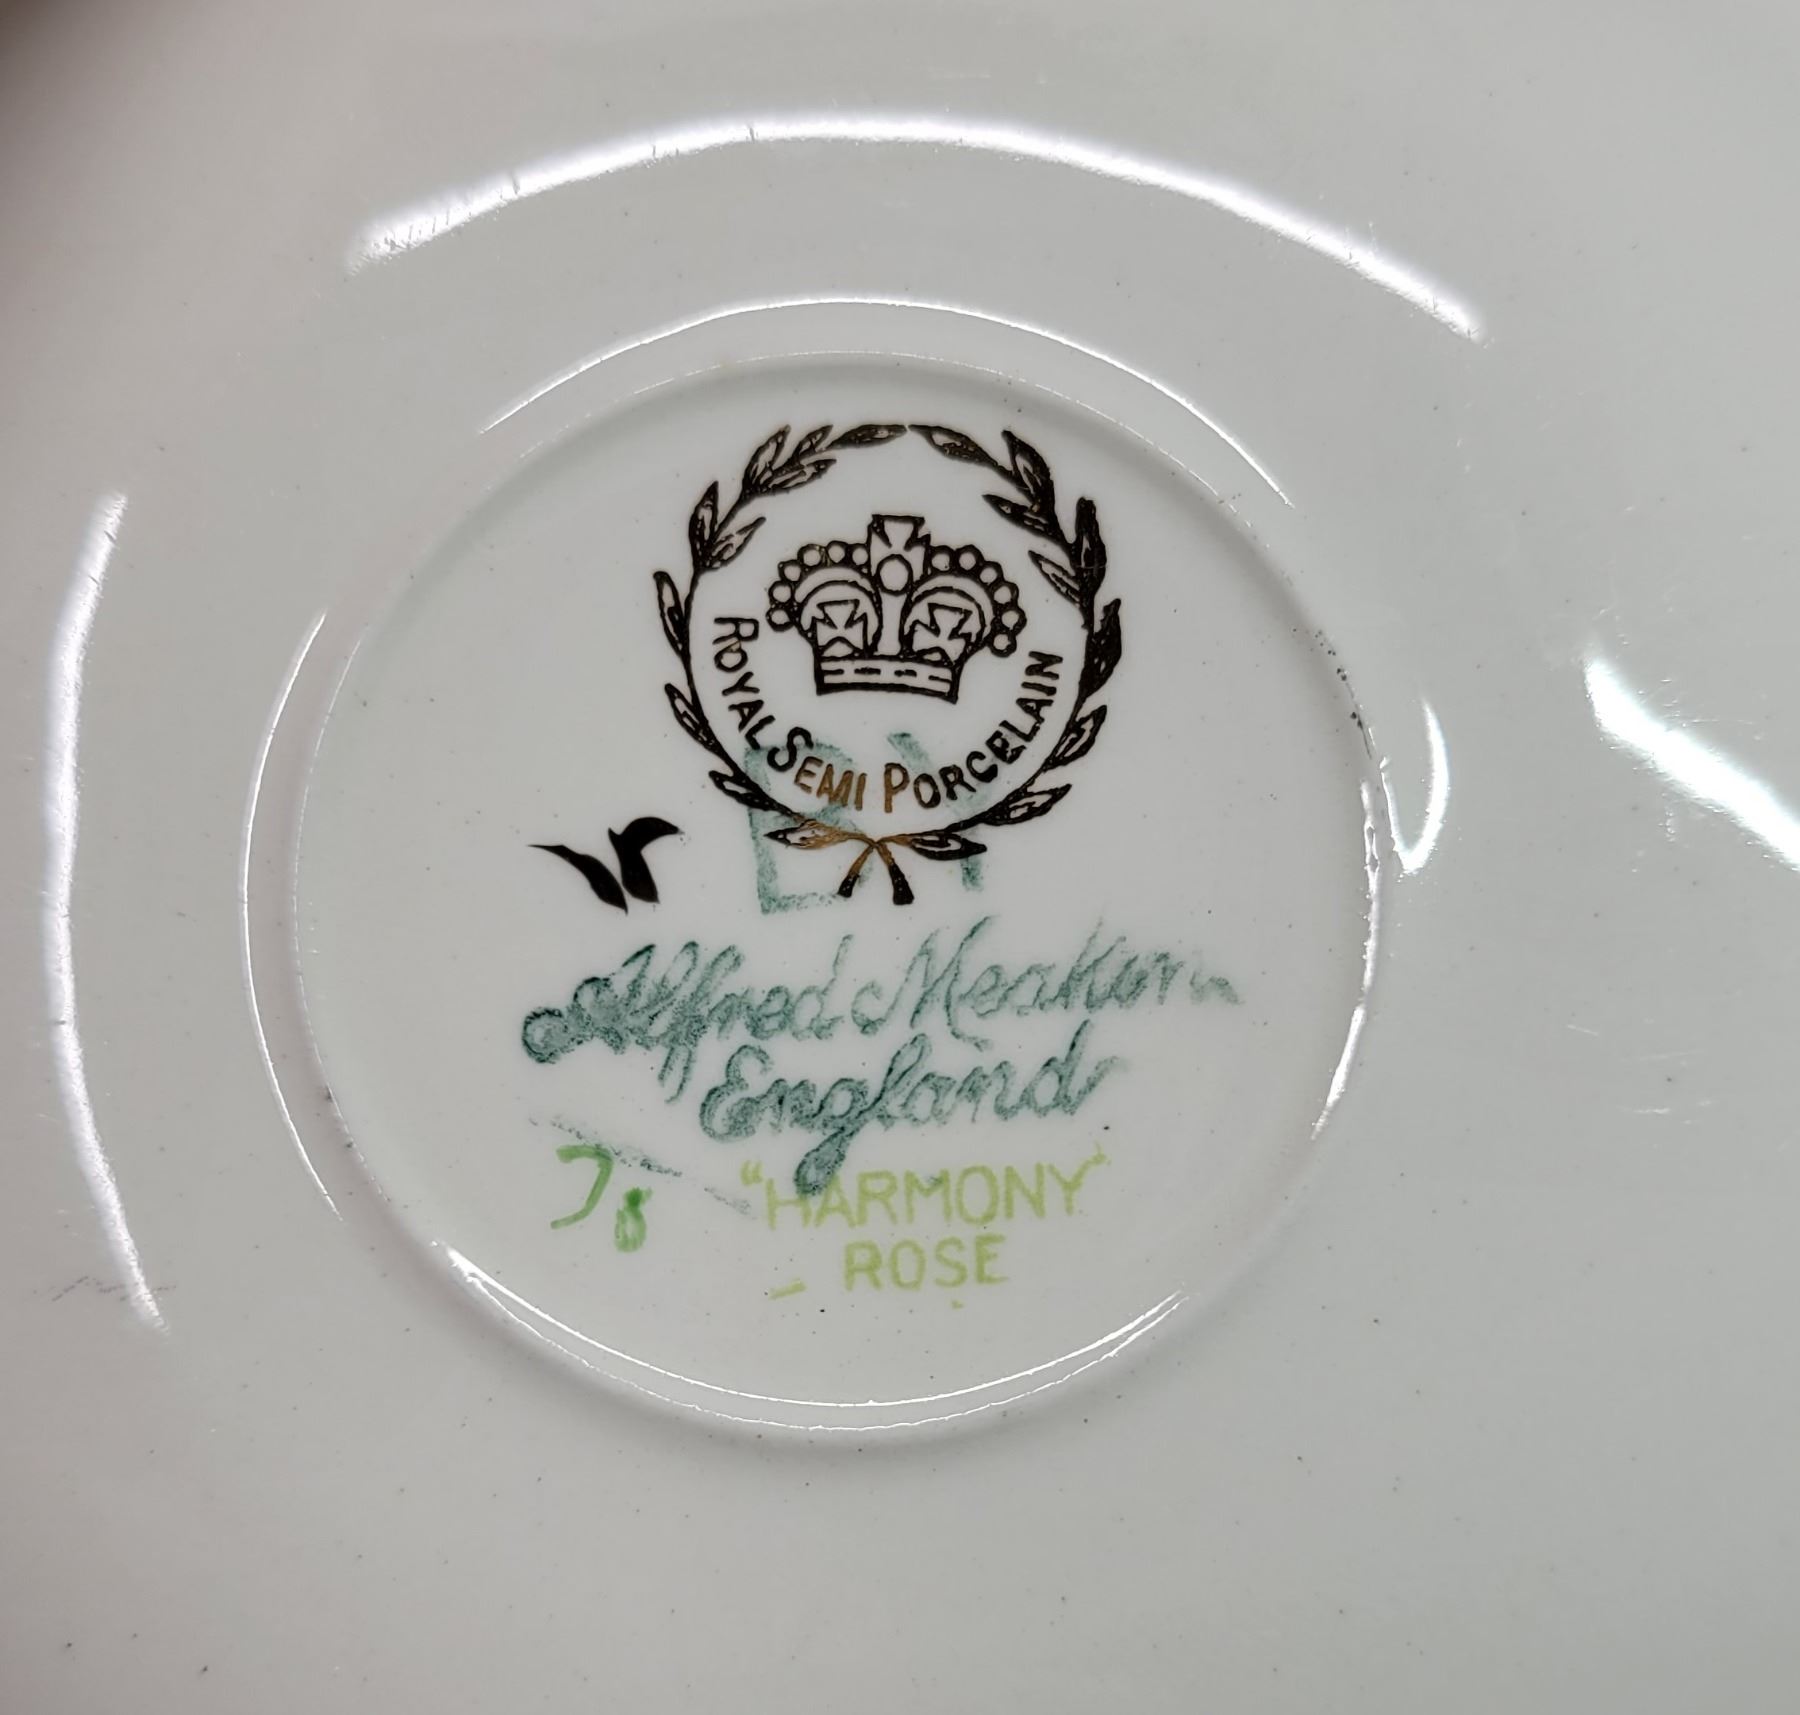 ROYAL SEMI PORCELAIN
Alfred Meakin
England
"HARMONY"
ROSE